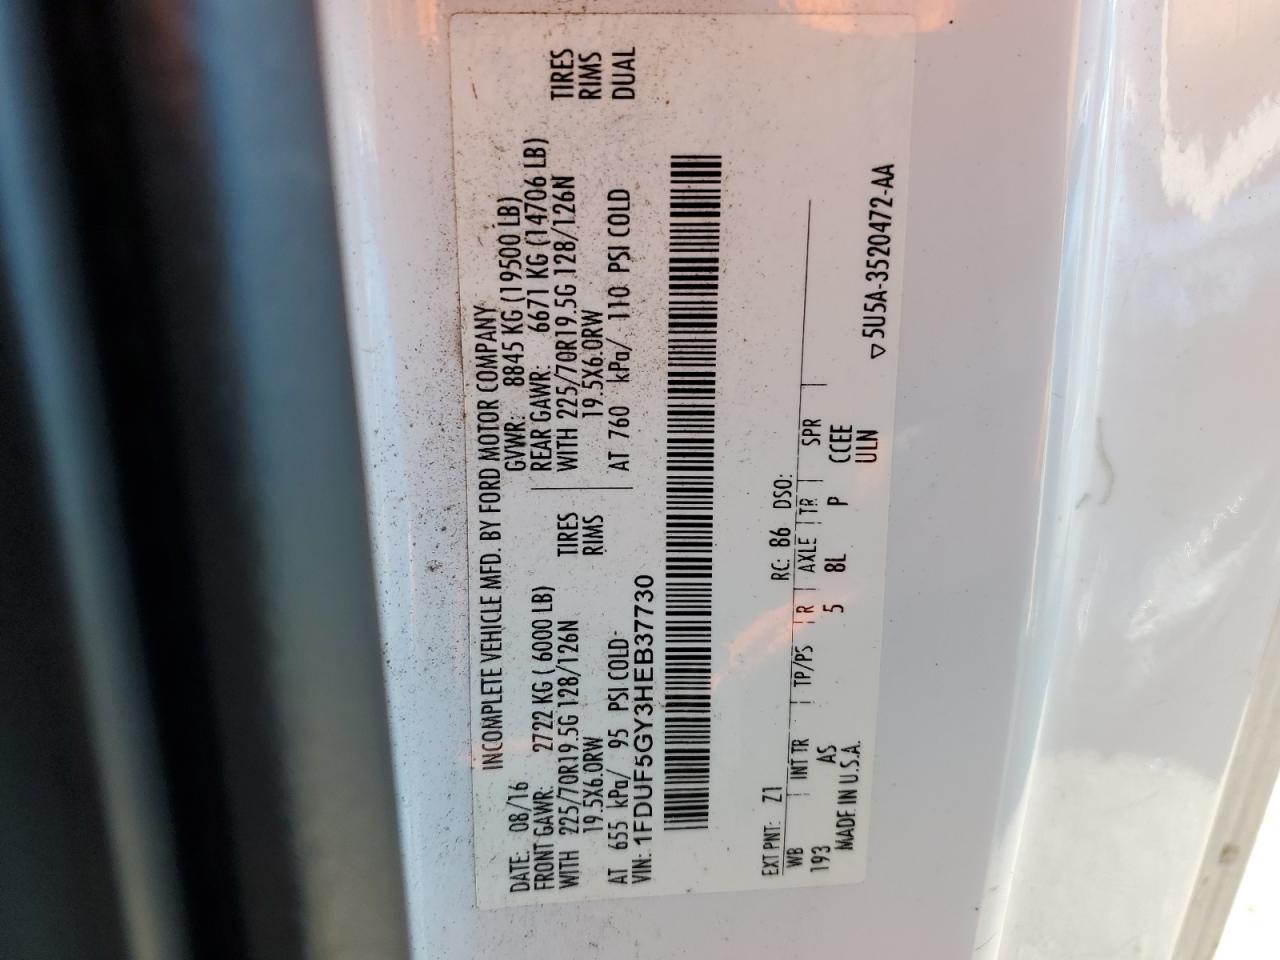 INCOMPLETE VEHICLE MFD. BY FORD MOTOR COMPANY
DATE: 08/16 GVWR: 8845 KG (19500 LB)
FRONT GAWR: 2722 KG ( 6000 LB) REAR GAWR: 6671 KG (14706 LB)
WITH 225/70R19.5G 128/126N TIRES WITH 225/70R19.5G 128/126N TIRES
19.5X6.0RW RIMS 19.5X6.0RW RIMS
AT 655 kPa/ 95 PSI COLD AT 760 kPa/ 110 PSI COLD DUAL
VIN: 1FDUF5GY3HEB37730
EXT PNT: Z1 RC: 86 DSO:
WB INT TR TP/PS R AXLE TR SPR
193 AS 5 8L P CCEE
MADE IN U.S.A. ULN
▽5U5A-3520472-AA